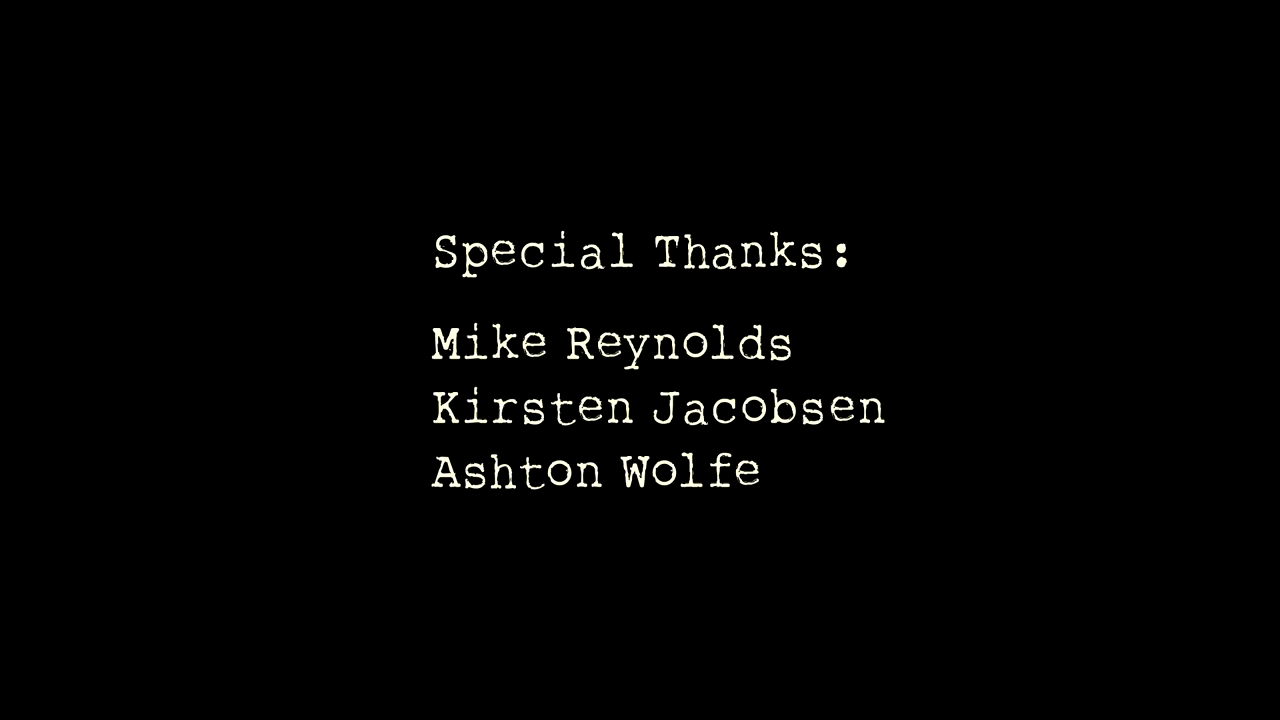 Special Thanks:
Mike Reynolds
Kirsten Jacobsen
Ashton Wolfe